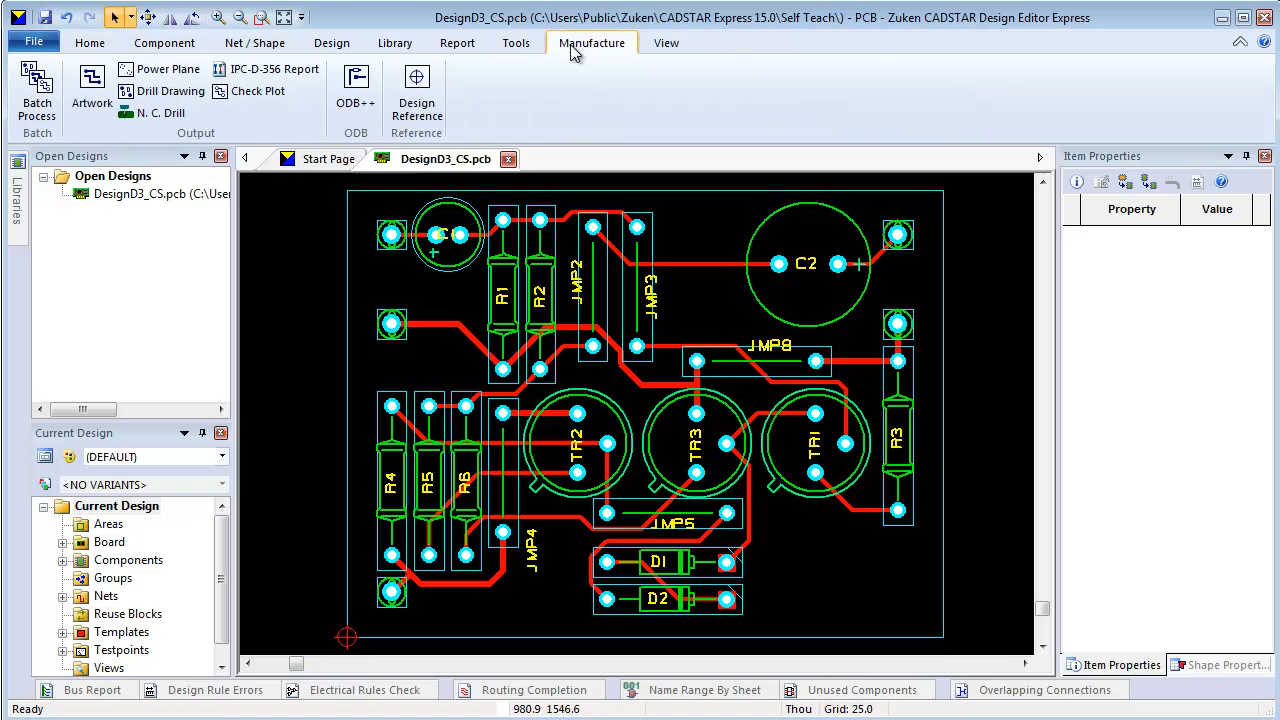 DesignD3_CS.pcb (C:\Users\Public\Zuken\CADSTAR Express 15.0\Self Teach\) - PCB - Zuken CADSTAR Design Editor Express
File Home Component Net / Shape Design Library Report Tools Manufacture View
Batch Process
Artwork
Power Plane
Drill Drawing
N. C. Drill
IPC-D-356 Report
Check Plot
ODB++
Design Reference
Batch Output ODB Reference
Libraries
Open Designs
Open Designs
DesignD3_CS.pcb (C:\User
Current Design
(DEFAULT)
<NO VARIANTS>
Current Design
Areas
Board
Components
Groups
Nets
Reuse Blocks
Templates
Testpoints
Views
Start Page DesignD3_CS.pcb
R1
R2
JMP2
JMP3
C2
JMP9
R4
R5
R6
JMP4
TR2
TR3
TR1
R3
JMP5
D1
D2
Item Properties
Property Value
Item Properties Shape Propert...
Bus Report Design Rule Errors Electrical Rules Check Routing Completion Name Range By Sheet Unused Components Overlapping Connections
Ready 980.9 1546.6 Thou Grid: 25.0